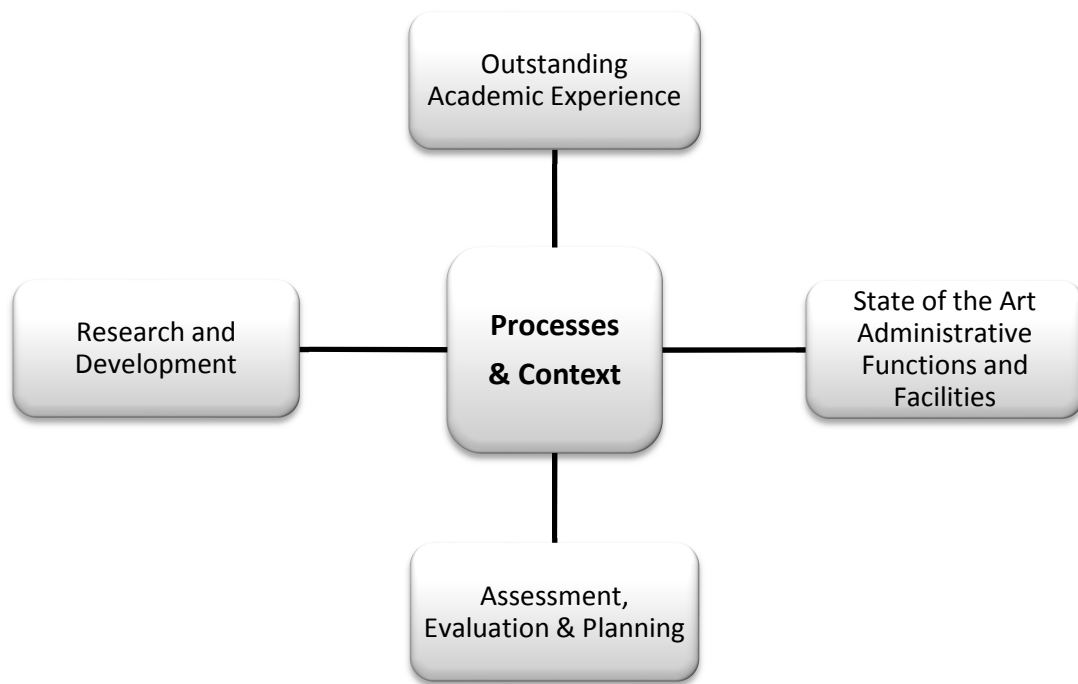 Outstanding
Academic Experience
Research and
Development
Processes
& Context
State of the Art
Administrative
Functions and
Facilities
Assessment,
Evaluation & Planning